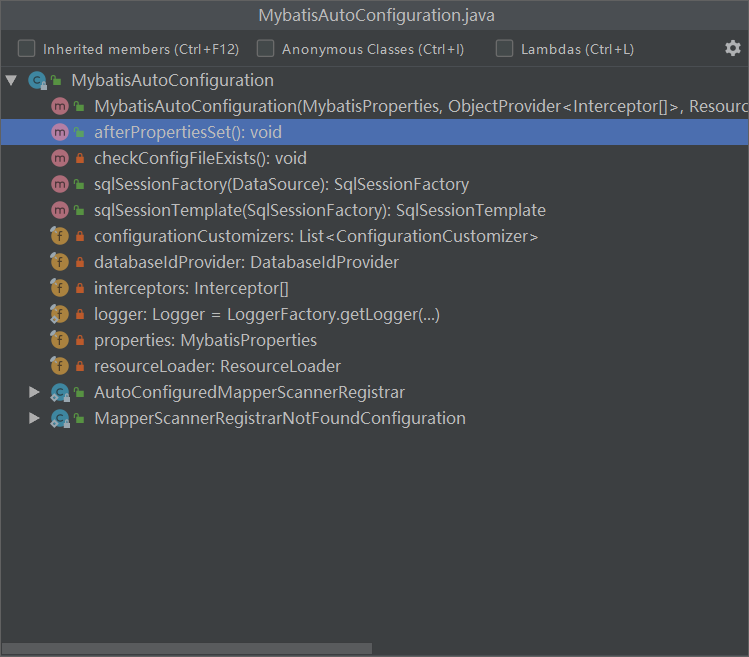 MybatisAutoConfiguration.java
Inherited members (Ctrl+F12) Anonymous Classes (Ctrl+I) Lambdas (Ctrl+L)
MybatisAutoConfiguration
MybatisAutoConfiguration(MybatisProperties, ObjectProvider<Interceptor[]>, Resourc
afterPropertiesSet(): void
checkConfigFileExists(): void
sqlSessionFactory(DataSource): SqlSessionFactory
sqlSessionTemplate(SqlSessionFactory): SqlSessionTemplate
configurationCustomizers: List<ConfigurationCustomizer>
databaseIdProvider: DatabaseIdProvider
interceptors: Interceptor[]
logger: Logger = LoggerFactory.getLogger(...)
properties: MybatisProperties
resourceLoader: ResourceLoader
AutoConfiguredMapperScannerRegistrar
MapperScannerRegistrarNotFoundConfiguration